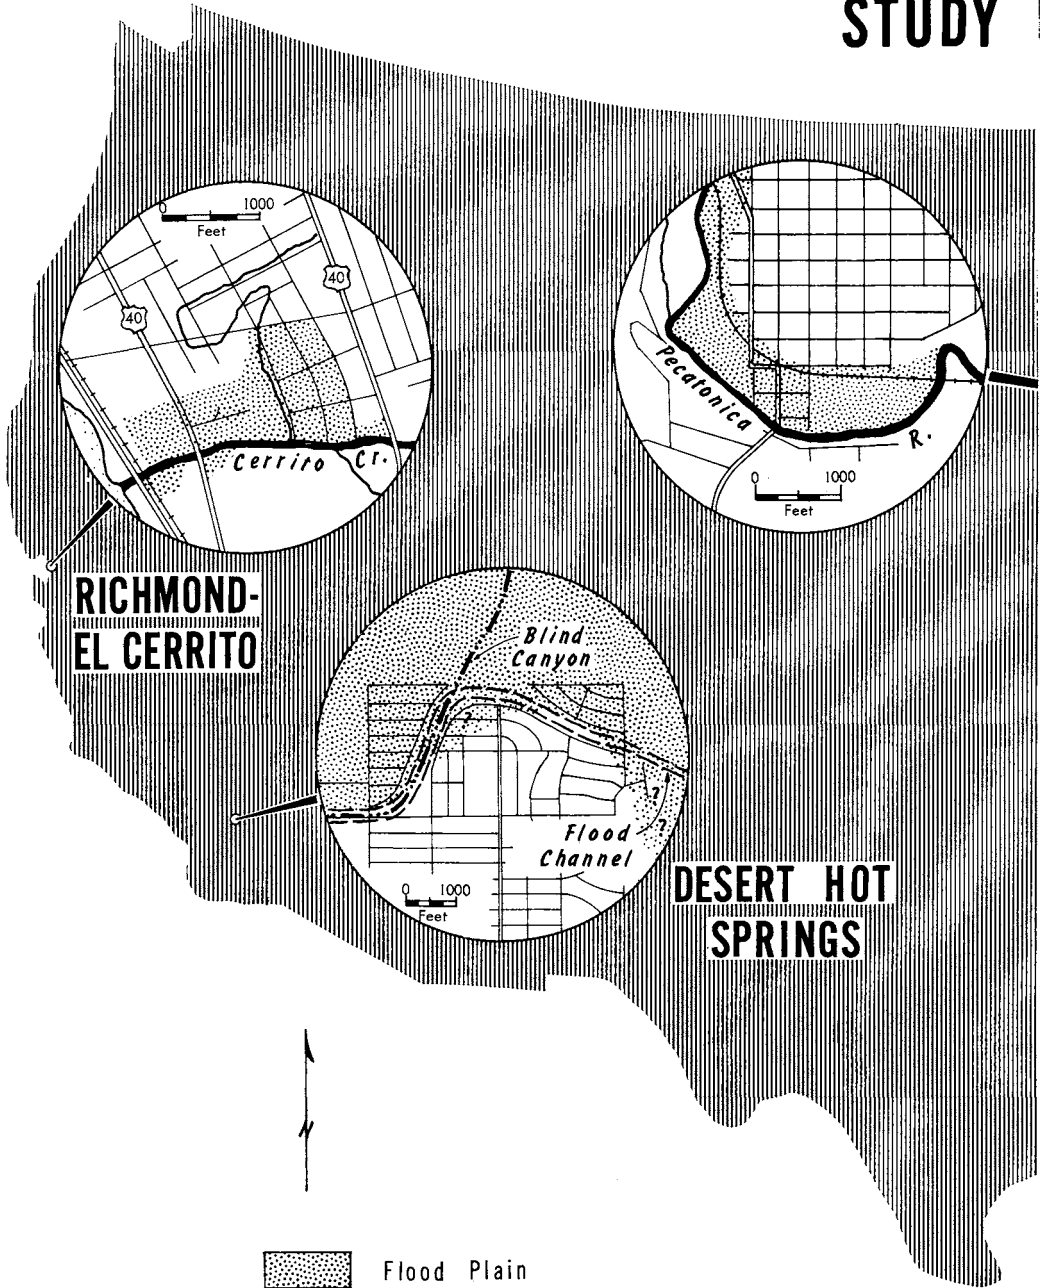 STUDY
0 1000
Feet
40
40
Cerrito Cr.
RICHMOND-
EL CERRITO
Pecatonica
R.
0 1000
Feet
Blind
Canyon
?
?
?
Flood
Channel
0 1000
Feet
DESERT HOT
SPRINGS
N
Flood Plain